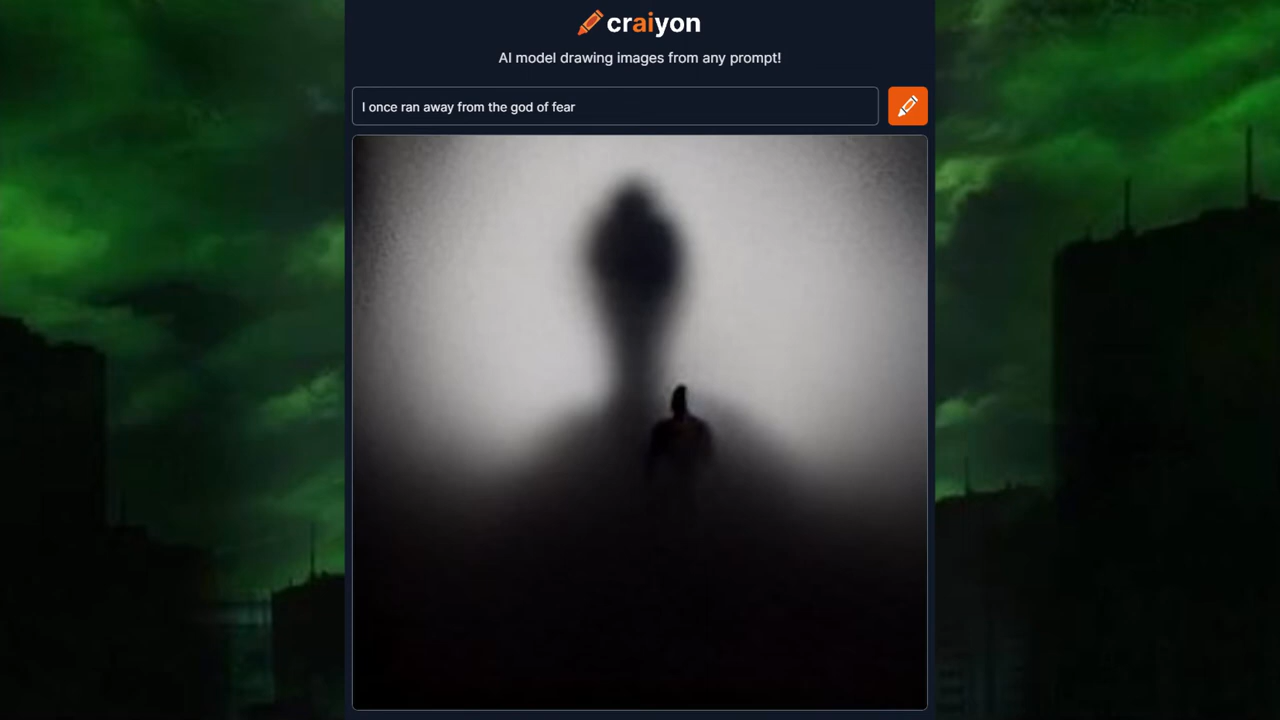 craiyon
AI model drawing images from any prompt!
I once ran away from the god of fear